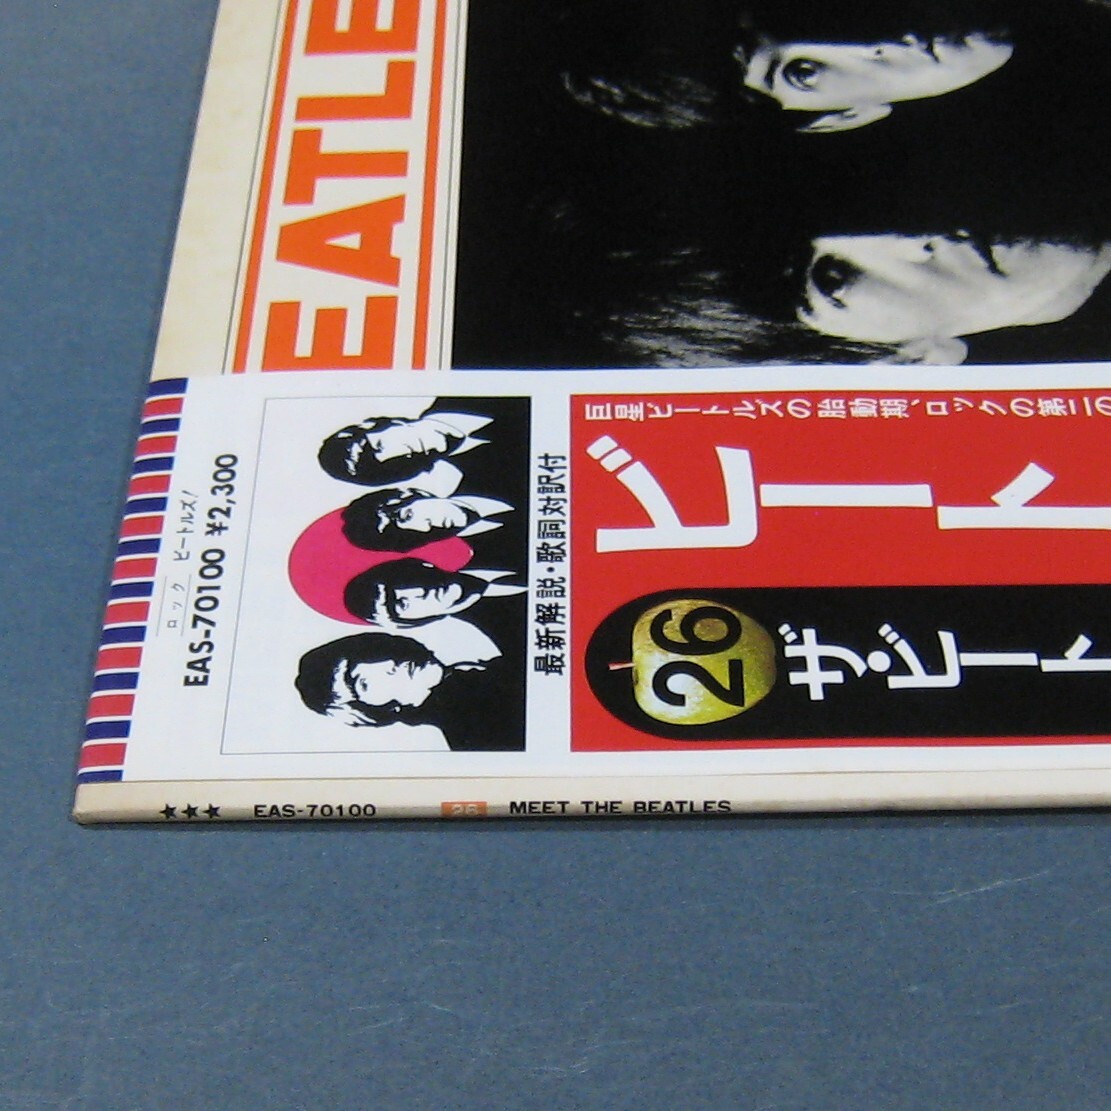 EATLE
ロック ビートルズ!
EAS-70100 ¥2,300
最新解説・歌詞対訳付
巨星ビートルズの胎動期、ロックの第二の
ビート
26
ザ・ビート
★★★ EAS-70100 26 MEET THE BEATLES